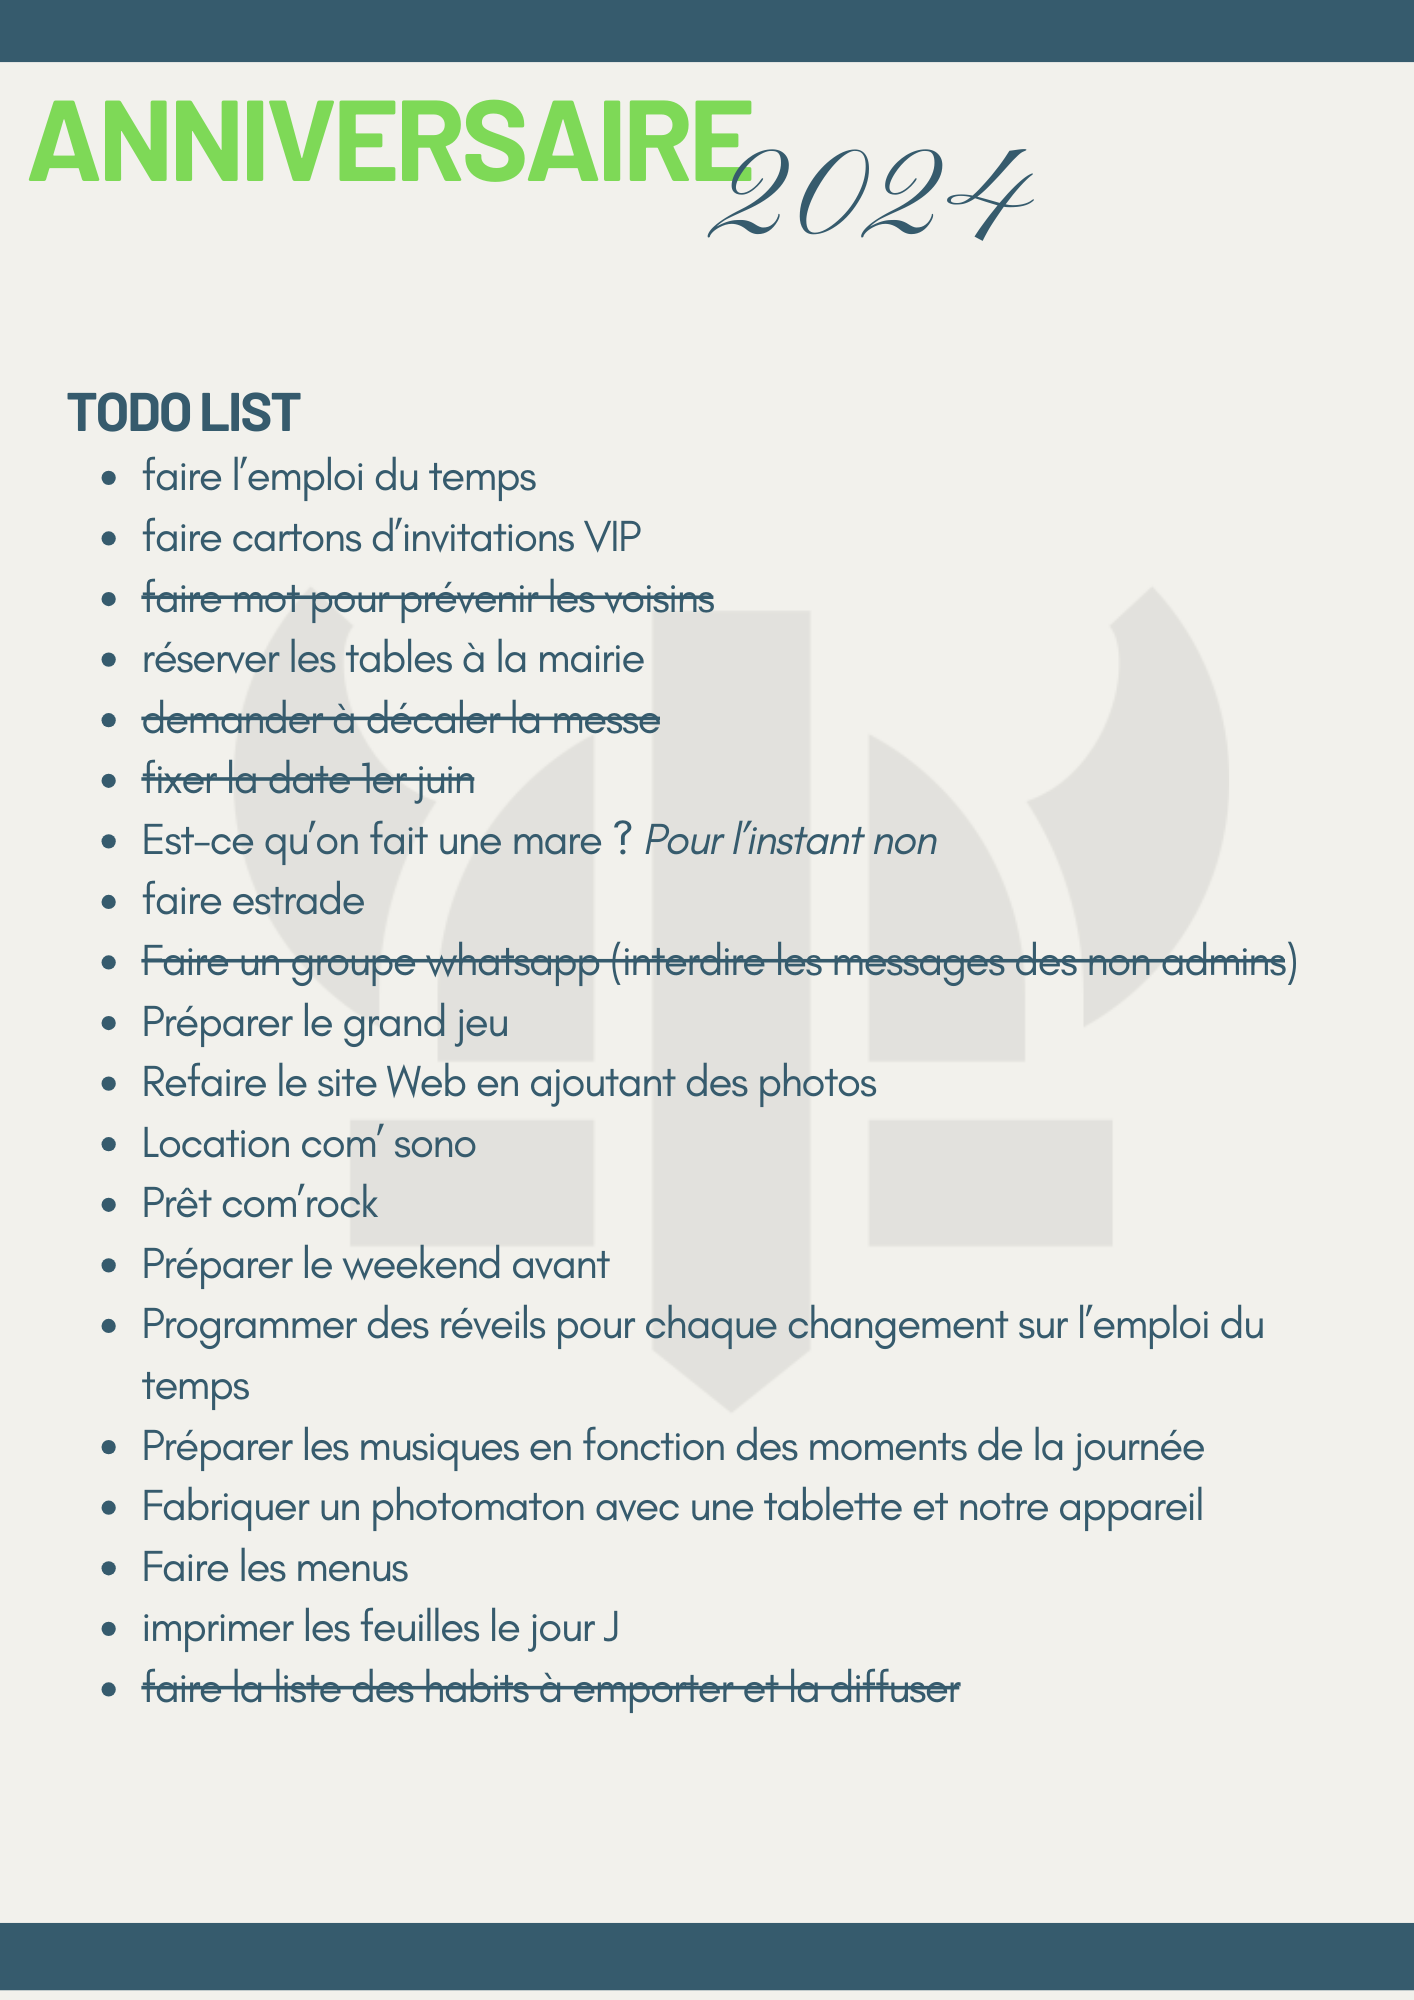 ANNIVERSAIRE
2024
TODO LIST
• faire l’emploi du temps
• faire cartons d’invitations VIP
• faire mot pour prévenir les voisins
• réserver les tables à la mairie
• demander à décaler la messe
• fixer la date 1er juin
• Est-ce qu’on fait une mare ? Pour l’instant non
• faire estrade
• Faire un groupe whatsapp (interdire les messages des non admins)
• Préparer le grand jeu
• Refaire le site Web en ajoutant des photos
• Location com’ sono
• Prêt com’rock
• Préparer le weekend avant
• Programmer des réveils pour chaque changement sur l’emploi du
temps
• Préparer les musiques en fonction des moments de la journée
• Fabriquer un photomaton avec une tablette et notre appareil
• Faire les menus
• imprimer les feuilles le jour J
• faire la liste des habits à emporter et la diffuser